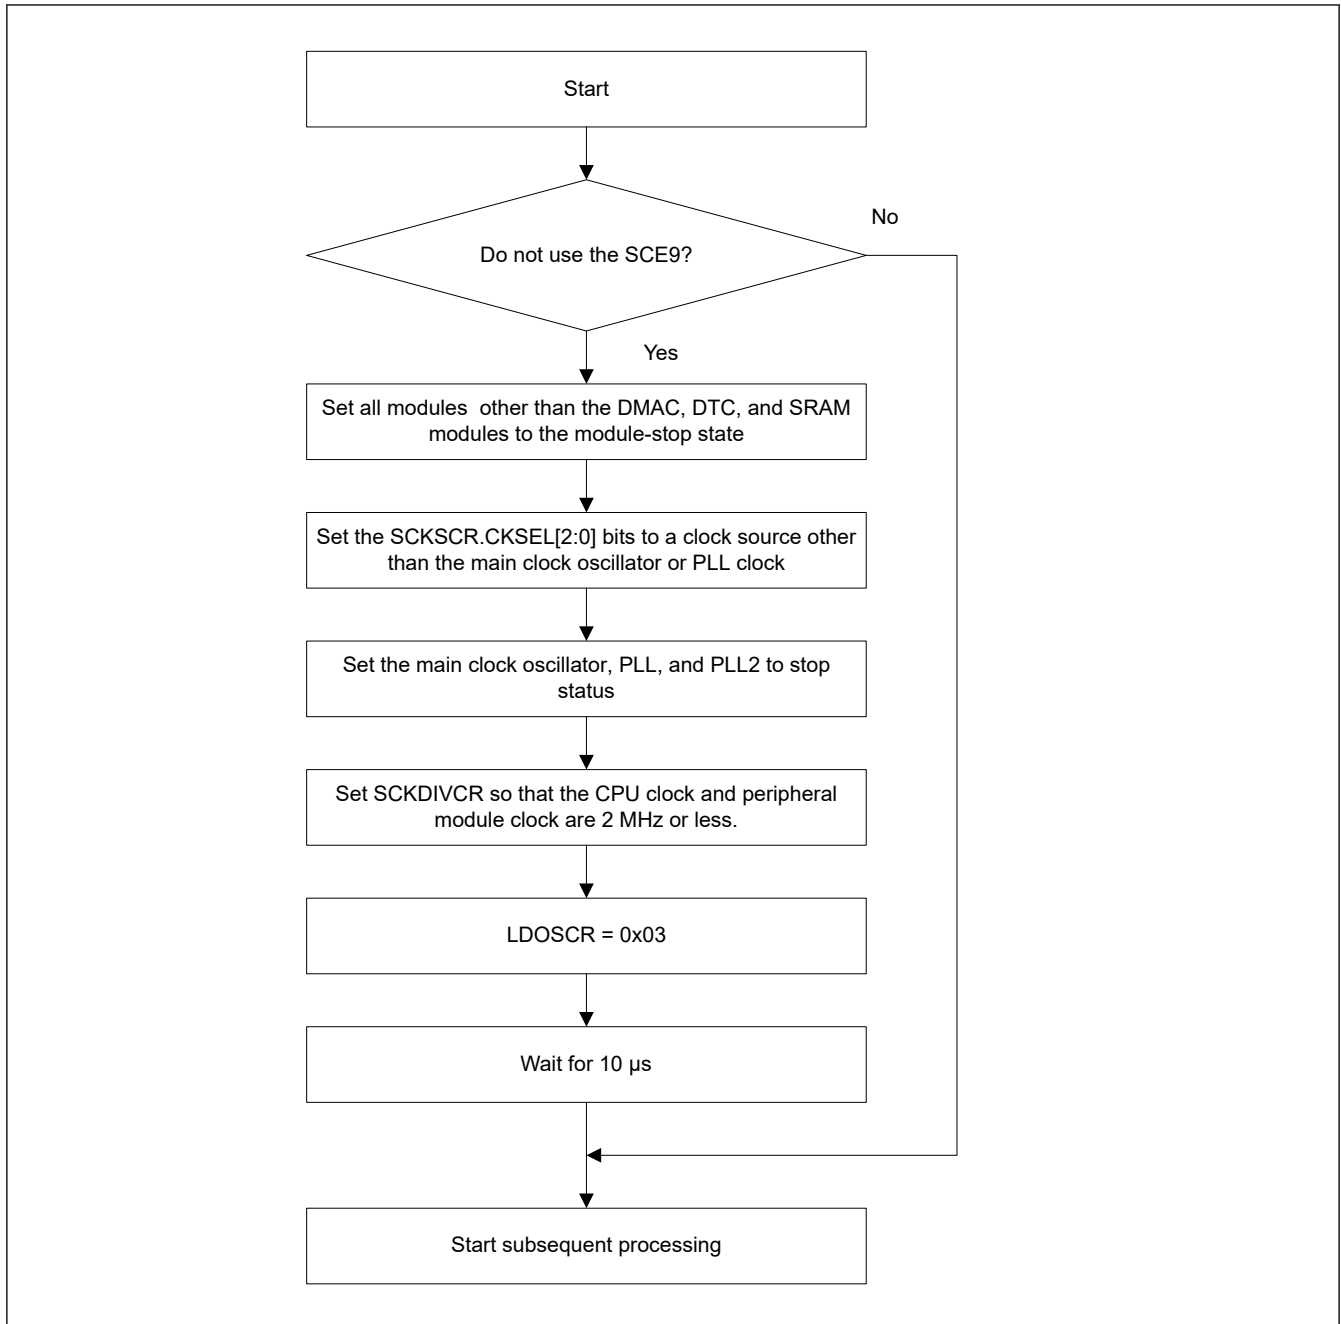 Start
No
Do not use the SCE9?
Yes
Set all modules  other than the DMAC, DTC, and SRAM
modules to the module-stop state
Set the SCKSCR.CKSEL[2:0] bits to a clock source other
than the main clock oscillator or PLL clock
Set the main clock oscillator, PLL, and PLL2 to stop
status
Set SCKDIVCR so that the CPU clock and peripheral
module clock are 2 MHz or less.
LDOSCR = 0x03
Wait for 10 µs
Start subsequent processing